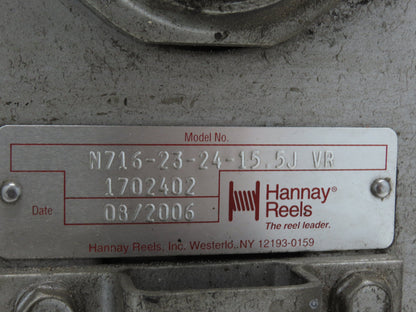 Model No.
N716-23-24-15.5J VR
1702402
Date 08/2006
Hannay®
Reels
The reel leader.
Hannay Reels, Inc. Westerlo, NY 12193-0159